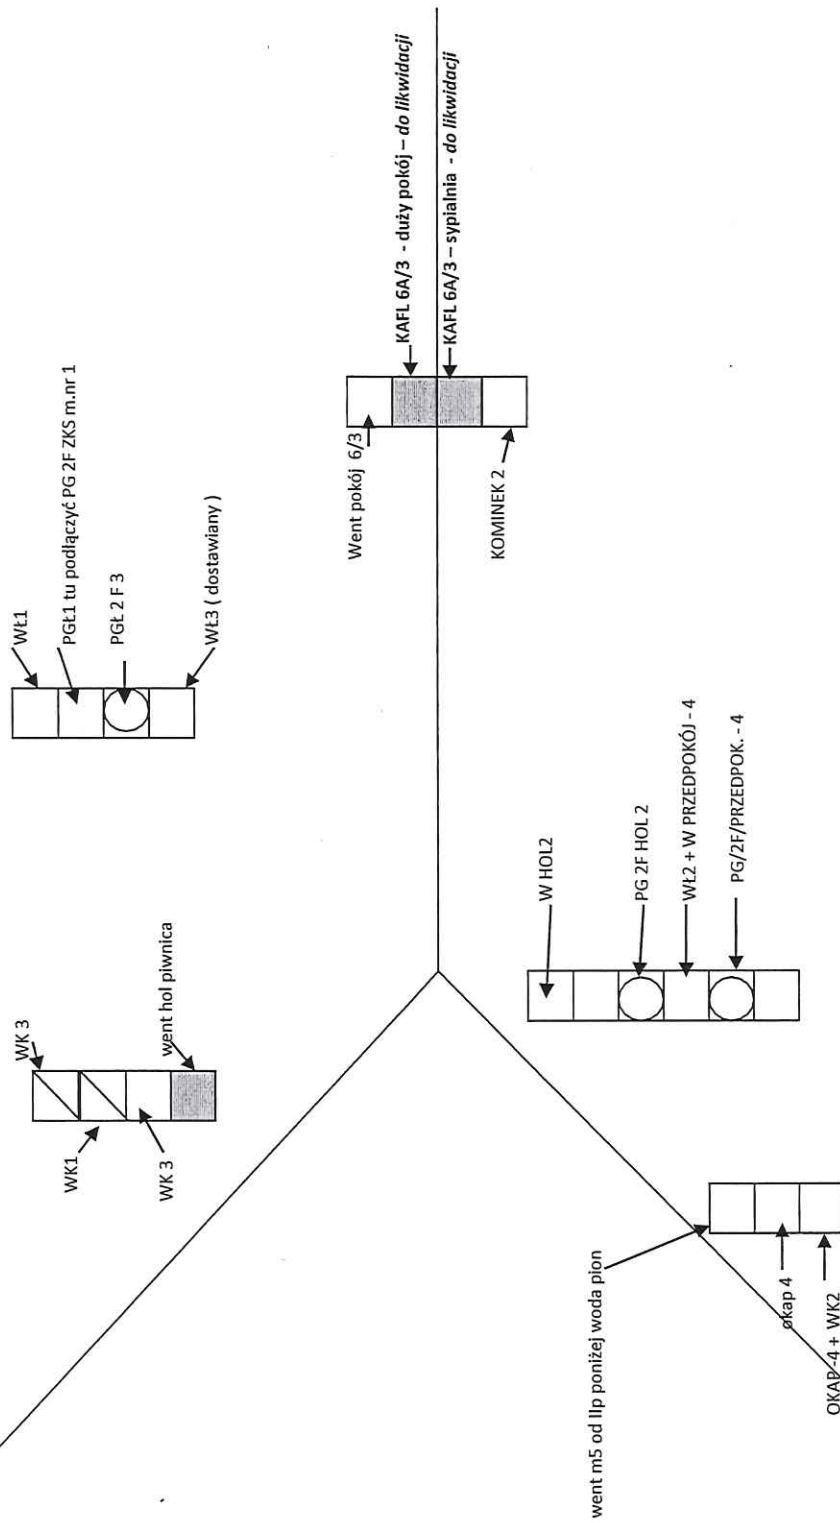 WK 3
WK1
WK 3
went hol piwnica
WŁ1
PGŁ1 tu podłączyć PG 2F ZKS m.nr 1
PGŁ 2 F 3
WŁ3 ( dostawiany )
Went pokój 6/3
KAFL 6A/3 - duży pokój – do likwidacji
KAFL 6A/3 – sypialnia - do likwidacji
KOMINEK 2
W HOL2
PG 2F HOL 2
WŁ2 + W PRZEDPOKÓJ - 4
PG/2F/PRZEDPOK. - 4
went m5 od IIp poniżej woda pion
okap 4
OKAP -4 + WK2